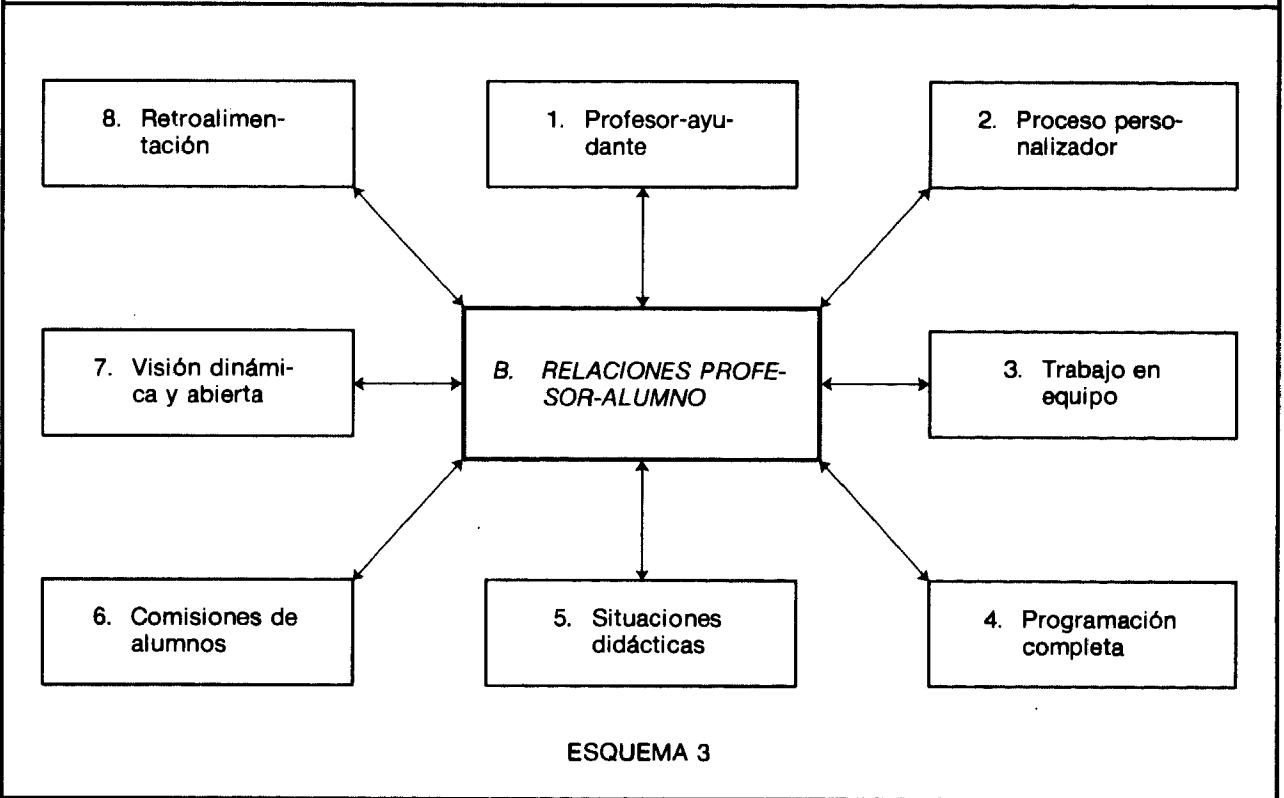 8. Retroalimen-
tación
1. Profesor-ayu-
dante
2. Proceso perso-
nalizador
7. Visión dinámi-
ca y abierta
B. RELACIONES PROFE-
SOR-ALUMNO
3. Trabajo en
equipo
6. Comisiones de
alumnos
5. Situaciones
didácticas
4. Programación
completa
ESQUEMA 3